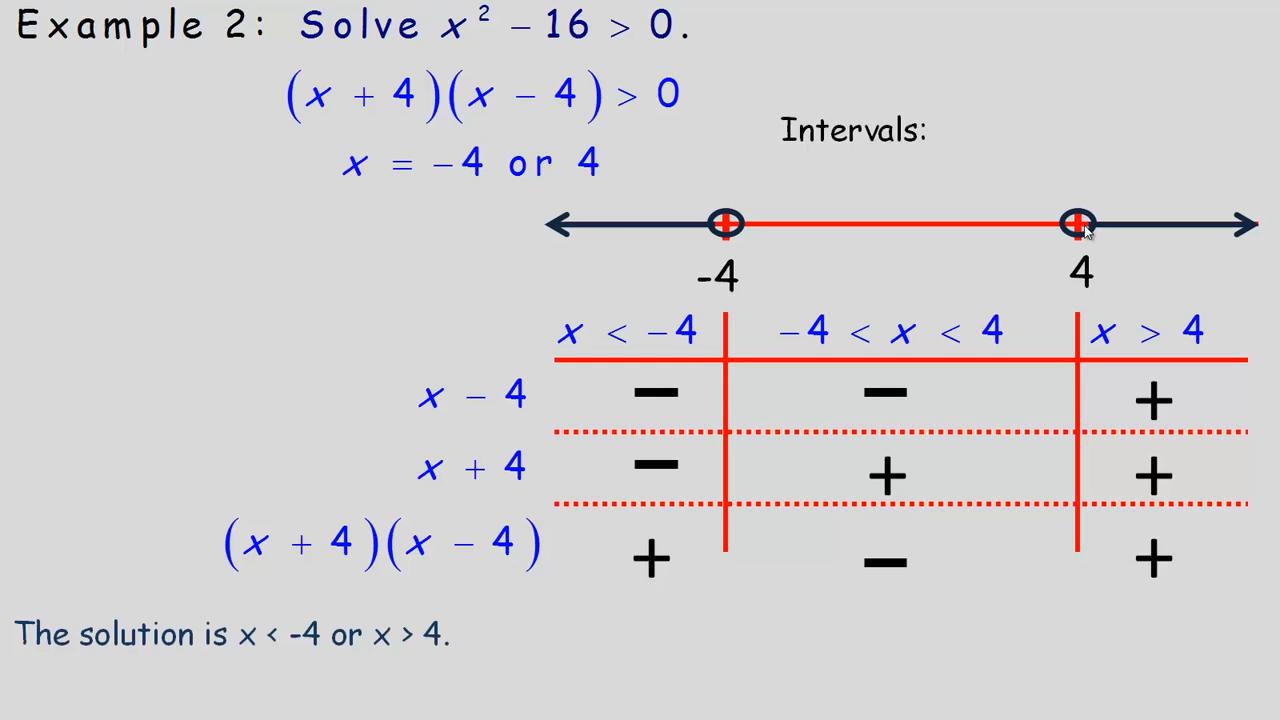 Example 2: Solve x² – 16 > 0.
(x + 4)(x – 4) > 0
Intervals:
x = –4 or 4
-4 4
x < –4 –4 < x < 4 x > 4
x – 4 – – +
x + 4 – + +
(x + 4)(x – 4) + – +
The solution is x < -4 or x > 4.